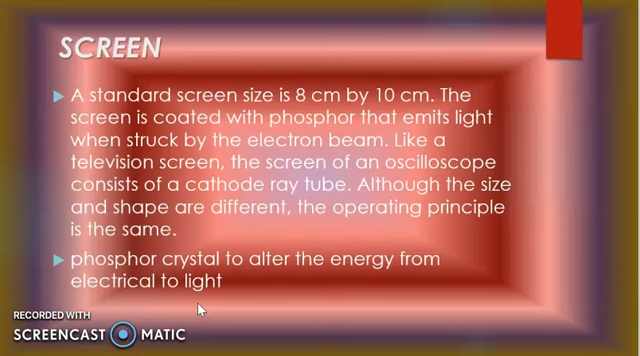 SCREEN
A standard screen size is 8 cm by 10 cm. The
screen is coated with phosphor that emits light
when struck by the electron beam. Like a
television screen, the screen of an oscilloscope
consists of a cathode ray tube. Although the size
and shape are different, the operating principle
is the same.
phosphor crystal to alter the energy from
electrical to light
RECORDED WITH
SCREENCAST MATIC